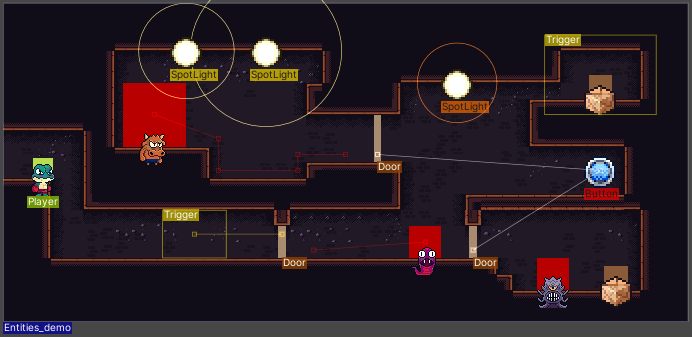 Trigger
SpotLight
SpotLight
SpotLight
Door
Button
Player
Trigger
Door
Door
Entities_demo